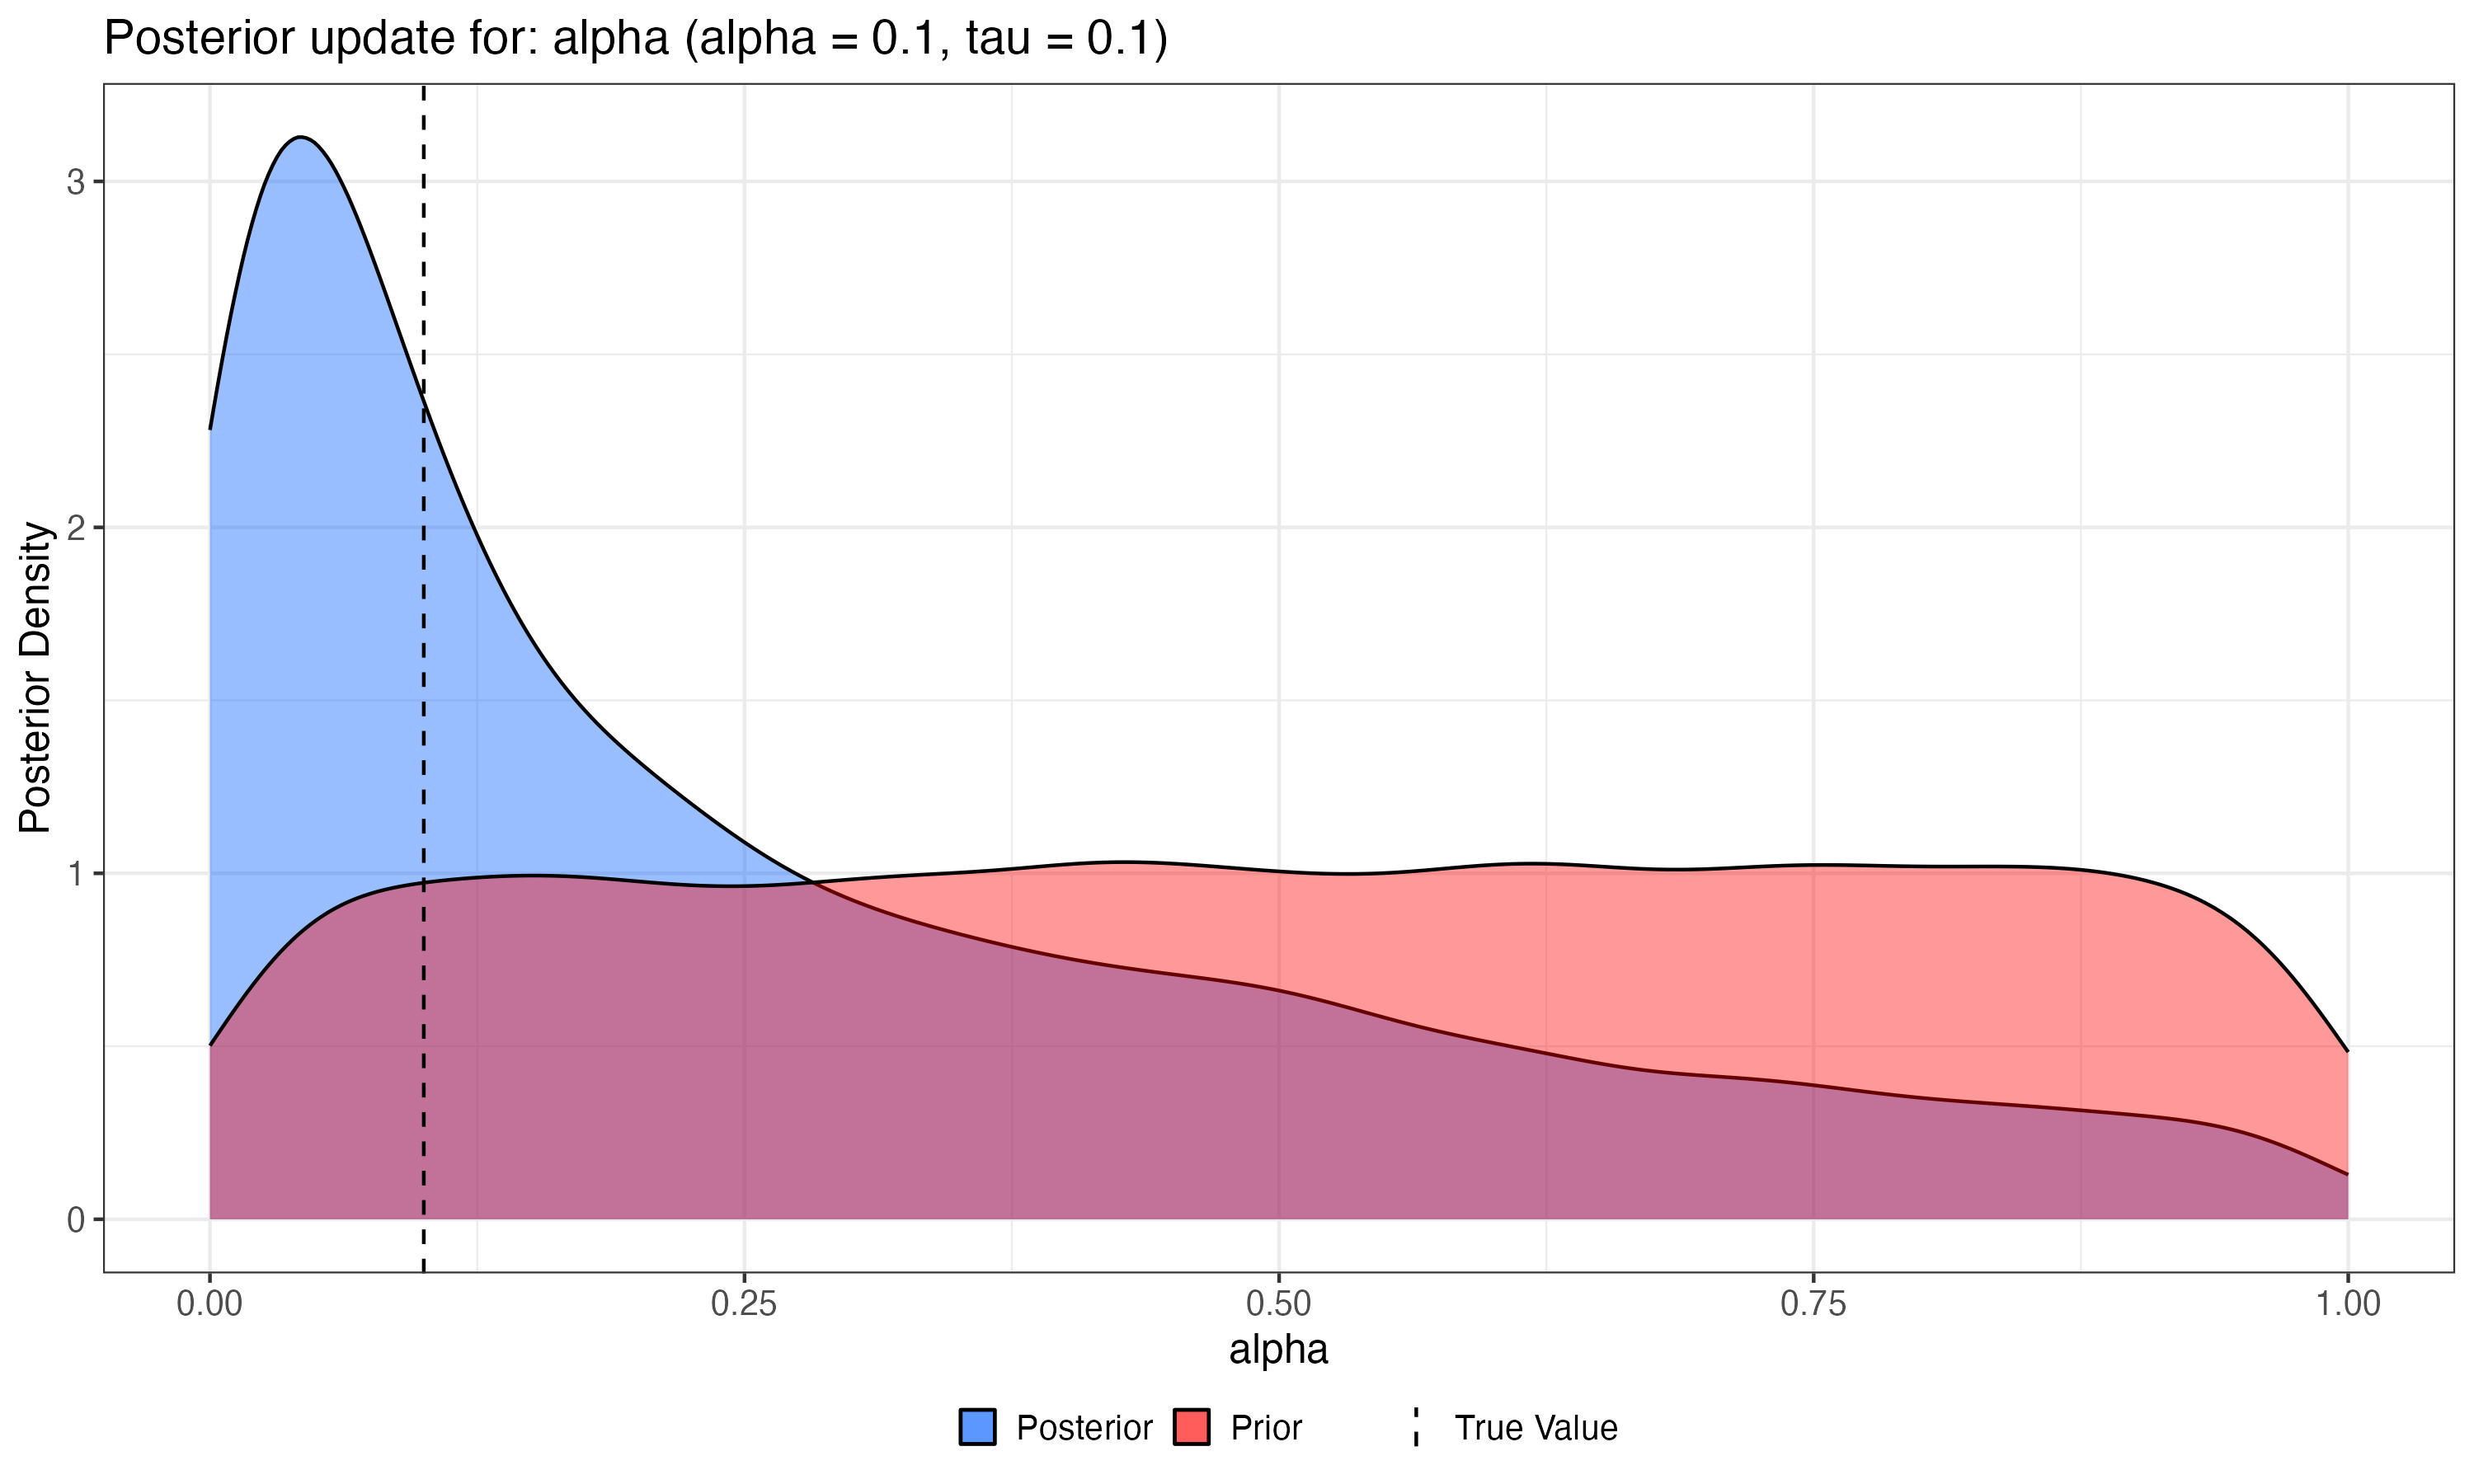 Posterior update for: alpha (alpha = 0.1, tau = 0.1)
Posterior Density
3
2
1
0
0.00 0.25 0.50 0.75 1.00
alpha
Posterior Prior True Value